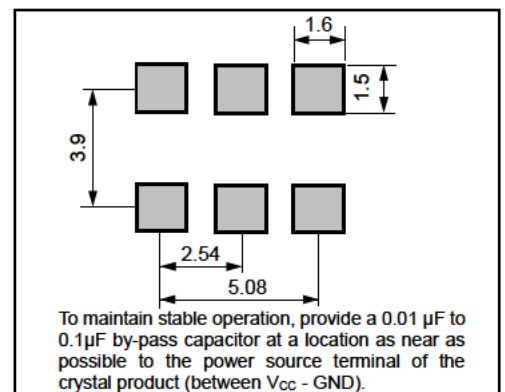 1.6
1.5
3.9
2.54
5.08
To maintain stable operation, provide a 0.01 µF to
0.1µF by-pass capacitor at a location as near as
possible to the power source terminal of the
crystal product (between VCC - GND).